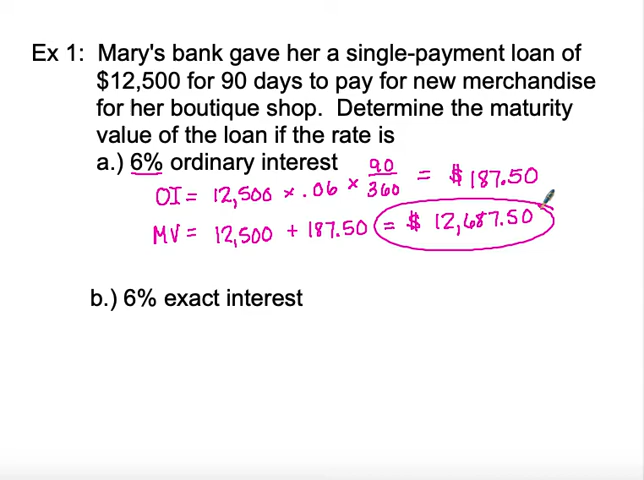 Ex 1: Mary's bank gave her a single-payment loan of
$12,500 for 90 days to pay for new merchandise
for her boutique shop. Determine the maturity
value of the loan if the rate is
a.) 6% ordinary interest
OI = 12,500 × .06 × 90/360 = $187.50
MV = 12,500 + 187.50 = $ 12,687.50
b.) 6% exact interest